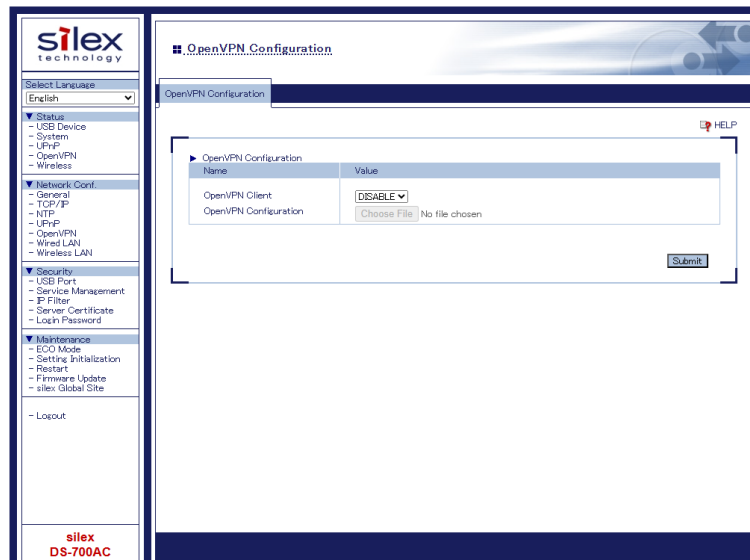 silex
technology
Select Language
English
▼ Status
- USB Device
- System
- UPnP
- OpenVPN
- Wireless
▼ Network Conf.
- General
- TCP/IP
- NTP
- UPnP
- OpenVPN
- Wired LAN
- Wireless LAN
▼ Security
- USB Port
- Service Management
- IP Filter
- Server Certificate
- Login Password
▼ Maintenance
- ECO Mode
- Setting Initialization
- Restart
- Firmware Update
- silex Global Site
- Logout
silex
DS-700AC
OpenVPN Configuration
OpenVPN Configuration
HELP
▶ OpenVPN Configuration
Name Value
OpenVPN Client DISABLE
OpenVPN Configuration Choose File No file chosen
Submit